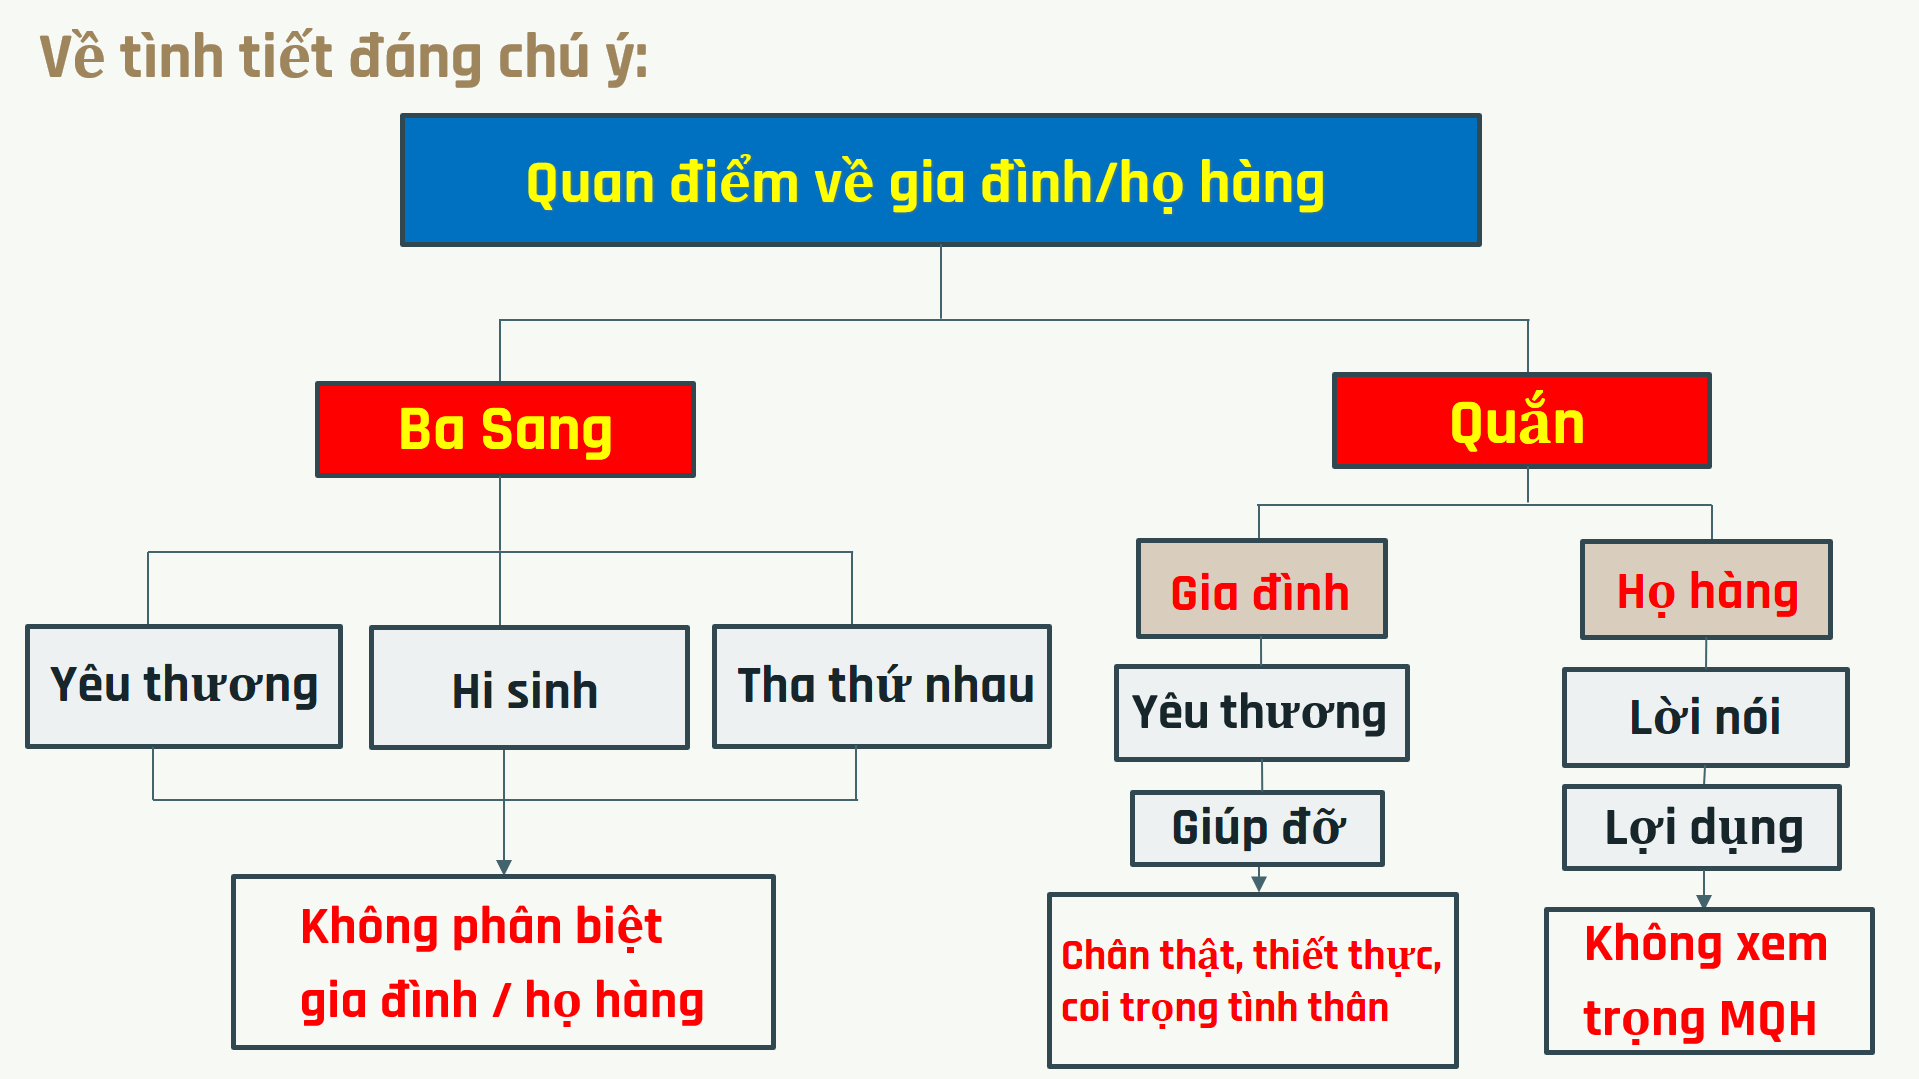 Về tình tiết đáng chú ý:
Quan điểm về gia đình/họ hàng
Ba Sang
Quắn
Gia đình
Họ hàng
Yêu thương
Hi sinh
Tha thứ nhau
Yêu thương
Lời nói
Giúp đỡ
Lợi dụng
Không phân biệt
gia đình / họ hàng
Chân thật, thiết thực,
coi trọng tình thân
Không xem
trọng MQH